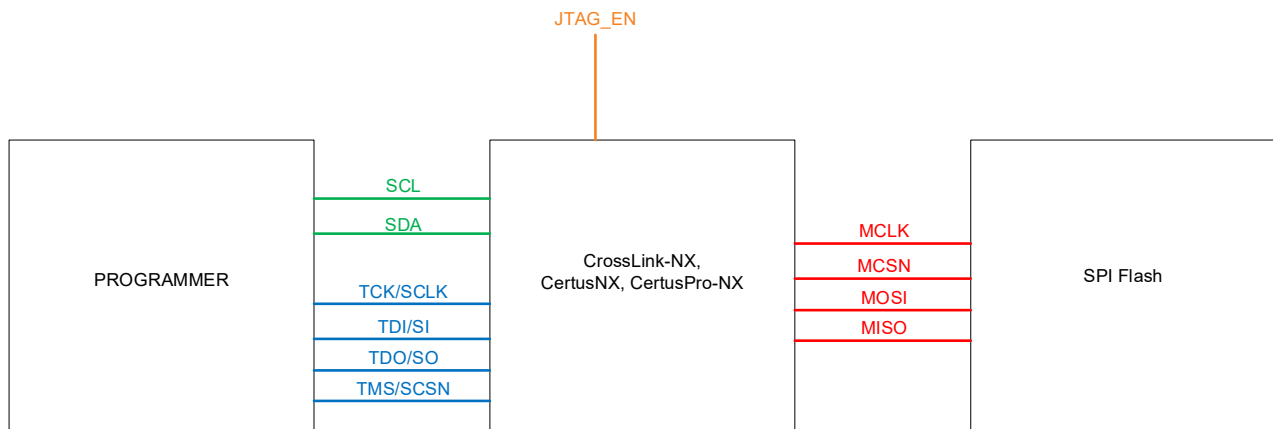 JTAG_EN
SCL
SDA
PROGRAMMER
TCK/SCLK
TDI/SI
TDO/SO
TMS/SCSN
CrossLink-NX,
CertusNX, CertusPro-NX
MCLK
MCSN
MOSI
MISO
SPI Flash